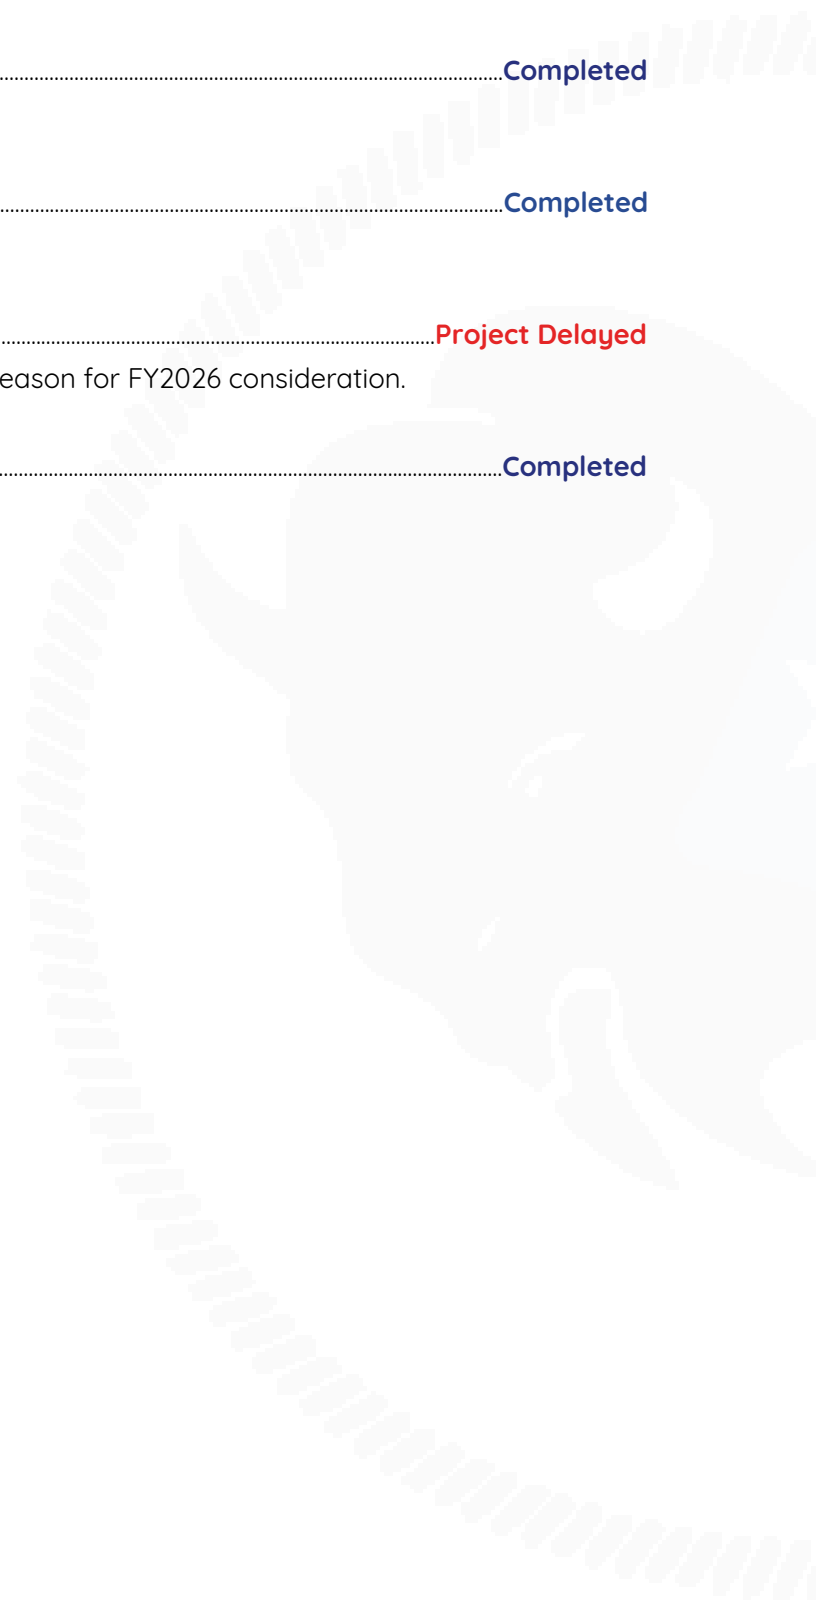 ....................Completed
....................Completed
....................Project Delayed
eason for FY2026 consideration.
....................Completed